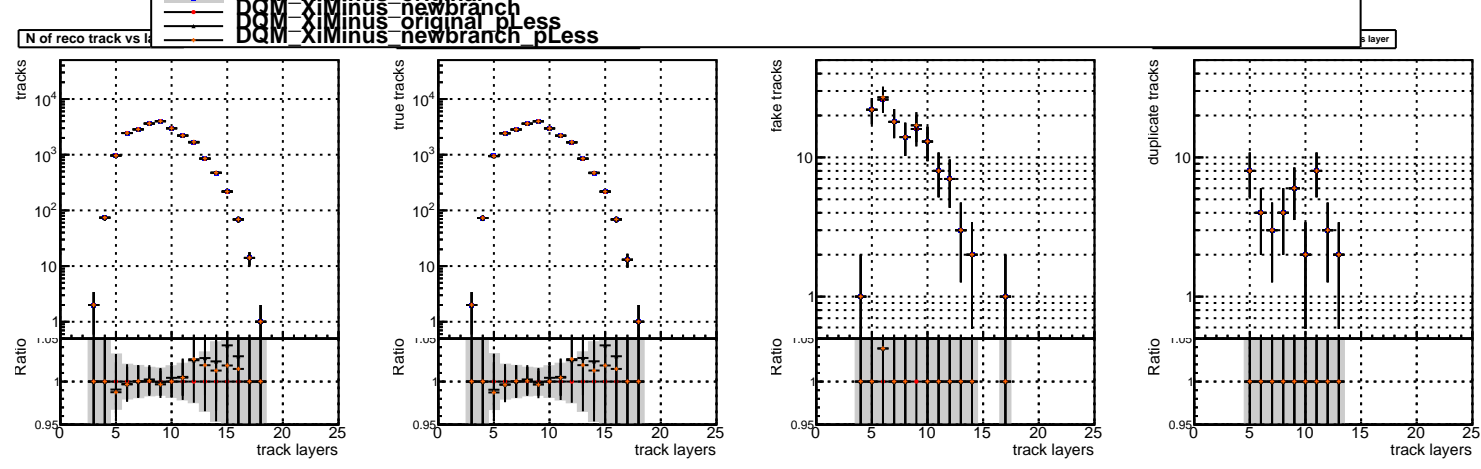 DQM_XiMinus_original
DQM_XiMinus_newbranch
DQM_XiMinus_original_pLess
DQM_XiMinus_newbranch_pLess
N of reco track vs la
s layer
tracks
10⁴
10³
10²
10
1
Ratio
1.05
1
0.95
0 5 10 15 20 25
track layers
true tracks
10⁴
10³
10²
10
1
Ratio
1.05
1
0.95
0 5 10 15 20 25
track layers
fake tracks
10
1
Ratio
1.05
1
0.95
0 5 10 15 20 25
track layers
duplicate tracks
10
1
Ratio
1.05
1
0.95
0 5 10 15 20 25
track layers